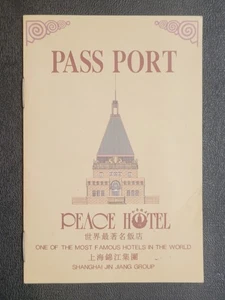 PASS PORT
PEACE HOTEL
世界最著名飯店
ONE OF THE MOST FAMOUS HOTELS IN THE WORLD
上海錦江集團
SHANGHAI JIN JIANG GROUP